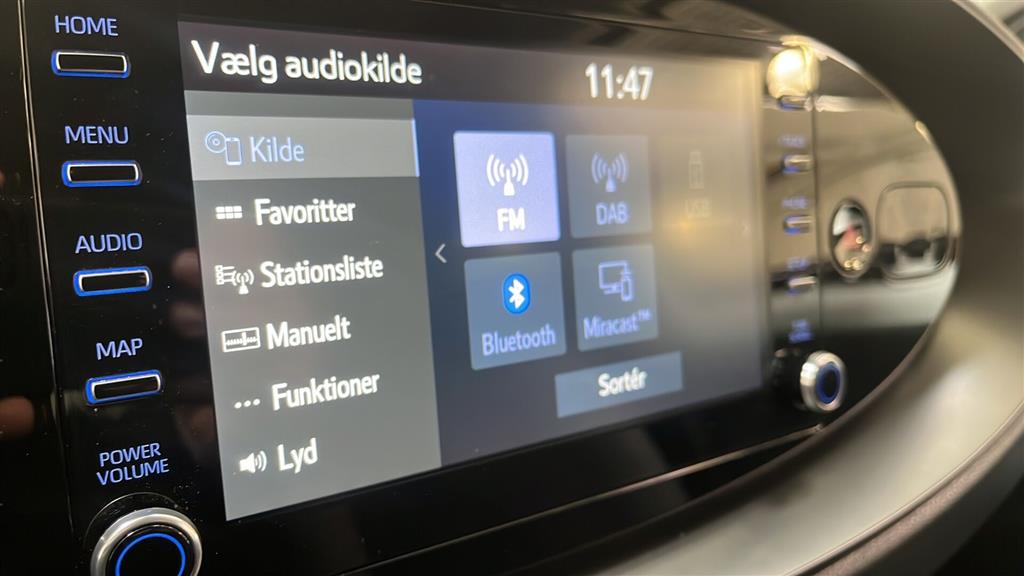 HOME
MENU
AUDIO
MAP
POWER
VOLUME
Vælg audiokilde
11:47
Kilde
Favoritter
Stationsliste
Manuelt
Funktioner
Lyd
FM
DAB
USB
Bluetooth
Miracast™
Sortér